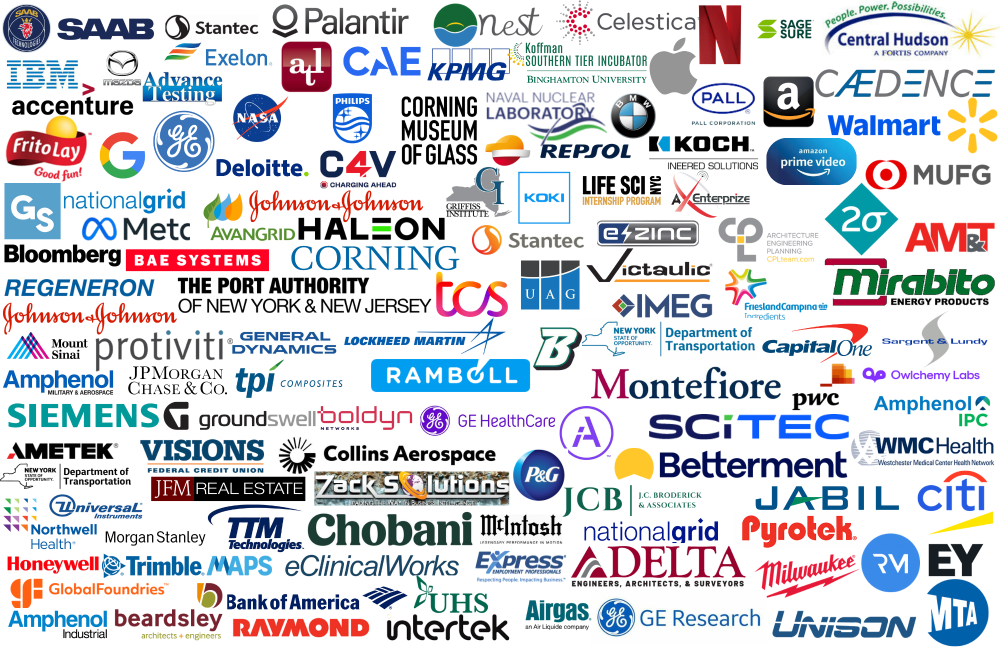 SAAB
TECHNOLOGIES
SAAB
Stantec
Palantir
nest
Celestica
N
SAGE
SURE
People. Power. Possibilities.
Central Hudson
A FORTIS COMPANY
IBM
mazda
Exelon
atl
CAE
KPMG
Koffman
SOUTHERN TIER INCUBATOR
BINGHAMTON UNIVERSITY
accenture
Advance
Testing
NASA
PHILIPS
CORNING
MUSEUM
OF GLASS
NAVAL NUCLEAR
LABORATORY
BMW
PALL
PALL CORPORATION
a
CÆDENCE
Walmart
FritoLay
Good fun!
G
GE
Deloitte.
C4V
CHARGING AHEAD
REPSOL
KOCH
INEERED SOLUTIONS
amazon
prime video
MUFG
GS
nationalgrid
Johnson & Johnson
GI
GRIFFISS
INSTITUTE
KOKI
LIFE SCI NYC
INTERNSHIP PROGRAM
AXEnterprize
2σ
Meta
AVANGRID
HALEON
Stantec
e zinc
CPL
ARCHITECTURE
ENGINEERING
PLANNING
CPLteam.com
AM&T
Bloomberg
BAE SYSTEMS
CORNING
UAG
Victaulic
Mirabito
ENERGY PRODUCTS
REGENERON
THE PORT AUTHORITY
OF NEW YORK & NEW JERSEY
tcs
IMEG
FrieslandCampina
Ingredients
Johnson & Johnson
Mount
Sinai
protiviti
GENERAL
DYNAMICS
LOCKHEED MARTIN
B
NEW YORK
STATE OF
OPPORTUNITY.
Department of
Transportation
Capital One
Sargent & Lundy
Amphenol
MILITARY & AEROSPACE
JPMORGAN
CHASE & CO.
tpi COMPOSITES
RAMBOLL
Montefiore
pwc
Owlchemy Labs
SIEMENS
G groundswell
boldyn
NETWORKS
GE HealthCare
A
SCiTEC
Amphenol
IPC
AMETEK
VISIONS
FEDERAL CREDIT UNION
Collins Aerospace
P&G
Betterment
WMCHealth
Westchester Medical Center Health Network
NEW YORK
STATE OF
OPPORTUNITY.
Department of
Transportation
JFM REAL ESTATE
Zack Solutions
LEADING THE WAY IN BUSINESS INTELLIGENCE
JCB
J.C. BRODERICK
& ASSOCIATES
JABIL
citi
Universal
Instruments
Northwell
Health
Morgan Stanley
TTM
Technologies
Chobani
McIntosh
LEGENDARY PERFORMANCE IN MOTION
nationalgrid
Pyrotek
Honeywell
Trimble
MAPS
eClinicalWorks
Express
EMPLOYMENT PROFESSIONALS
Respecting People. Impacting Business.
DELTA
ENGINEERS, ARCHITECTS, & SURVEYORS
Milwaukee
RM
EY
GF GlobalFoundries
Bank of America
UHS
Amphenol
Industrial
beardsley
architects + engineers
RAYMOND
intertek
Airgas
an Air Liquide company
GE Research
UNISON
MTA